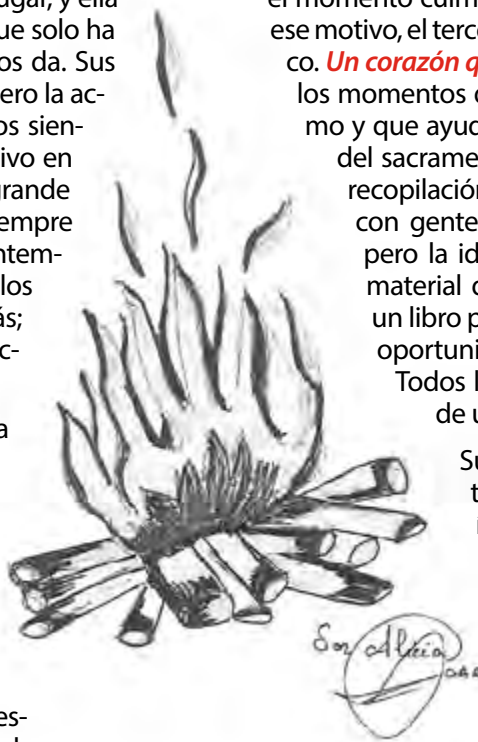 ugar, y ella
ue solo ha
os da. Sus
ero la ac-
os sien-
ivo en
grande
empre
ntem-
los
ás;
c-
a
es-
el momento culm
ese motivo, el terce
co. Un corazón q
los momentos
mo y que ayud
del sacrame
recopilación
con gente
pero la id
material
un libro p
oportuni
Todos l
de u
Su
t
Sor Alicia